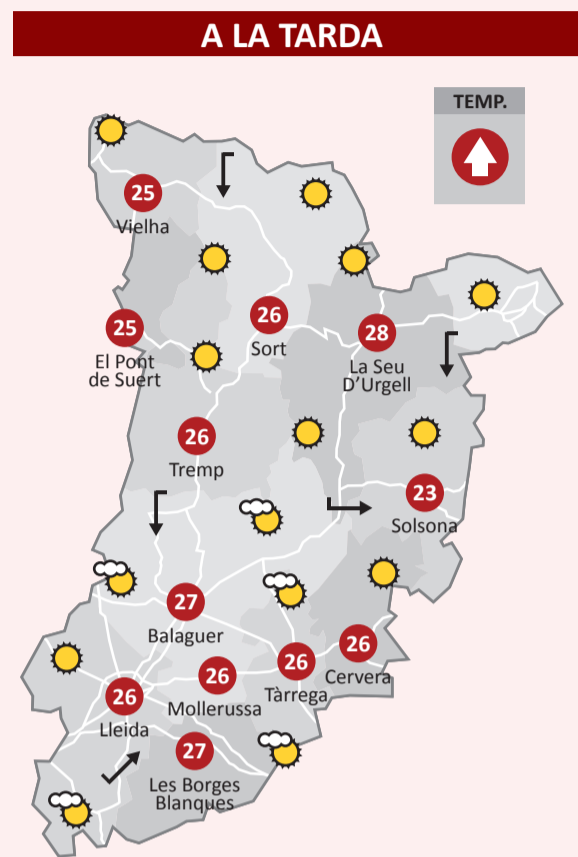 A LA TARDA
TEMP.
25
Vielha
25
El Pont
de Suert
26
Sort
28
La Seu
D'Urgell
26
Tremp
23
Solsona
27
Balaguer
26
Cervera
26
Tàrrega
26
Mollerussa
26
Lleida
27
Les Borges
Blanques